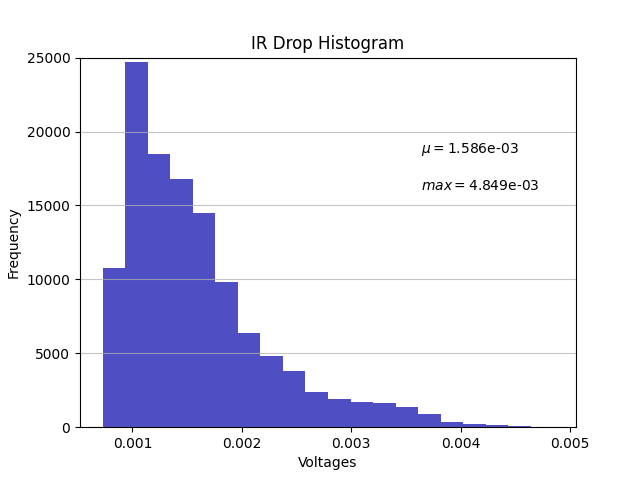 IR Drop Histogram
25000
20000
15000
10000
5000
0
Frequency
μ = 1.586e-03
max = 4.849e-03
0.001 0.002 0.003 0.004 0.005
Voltages